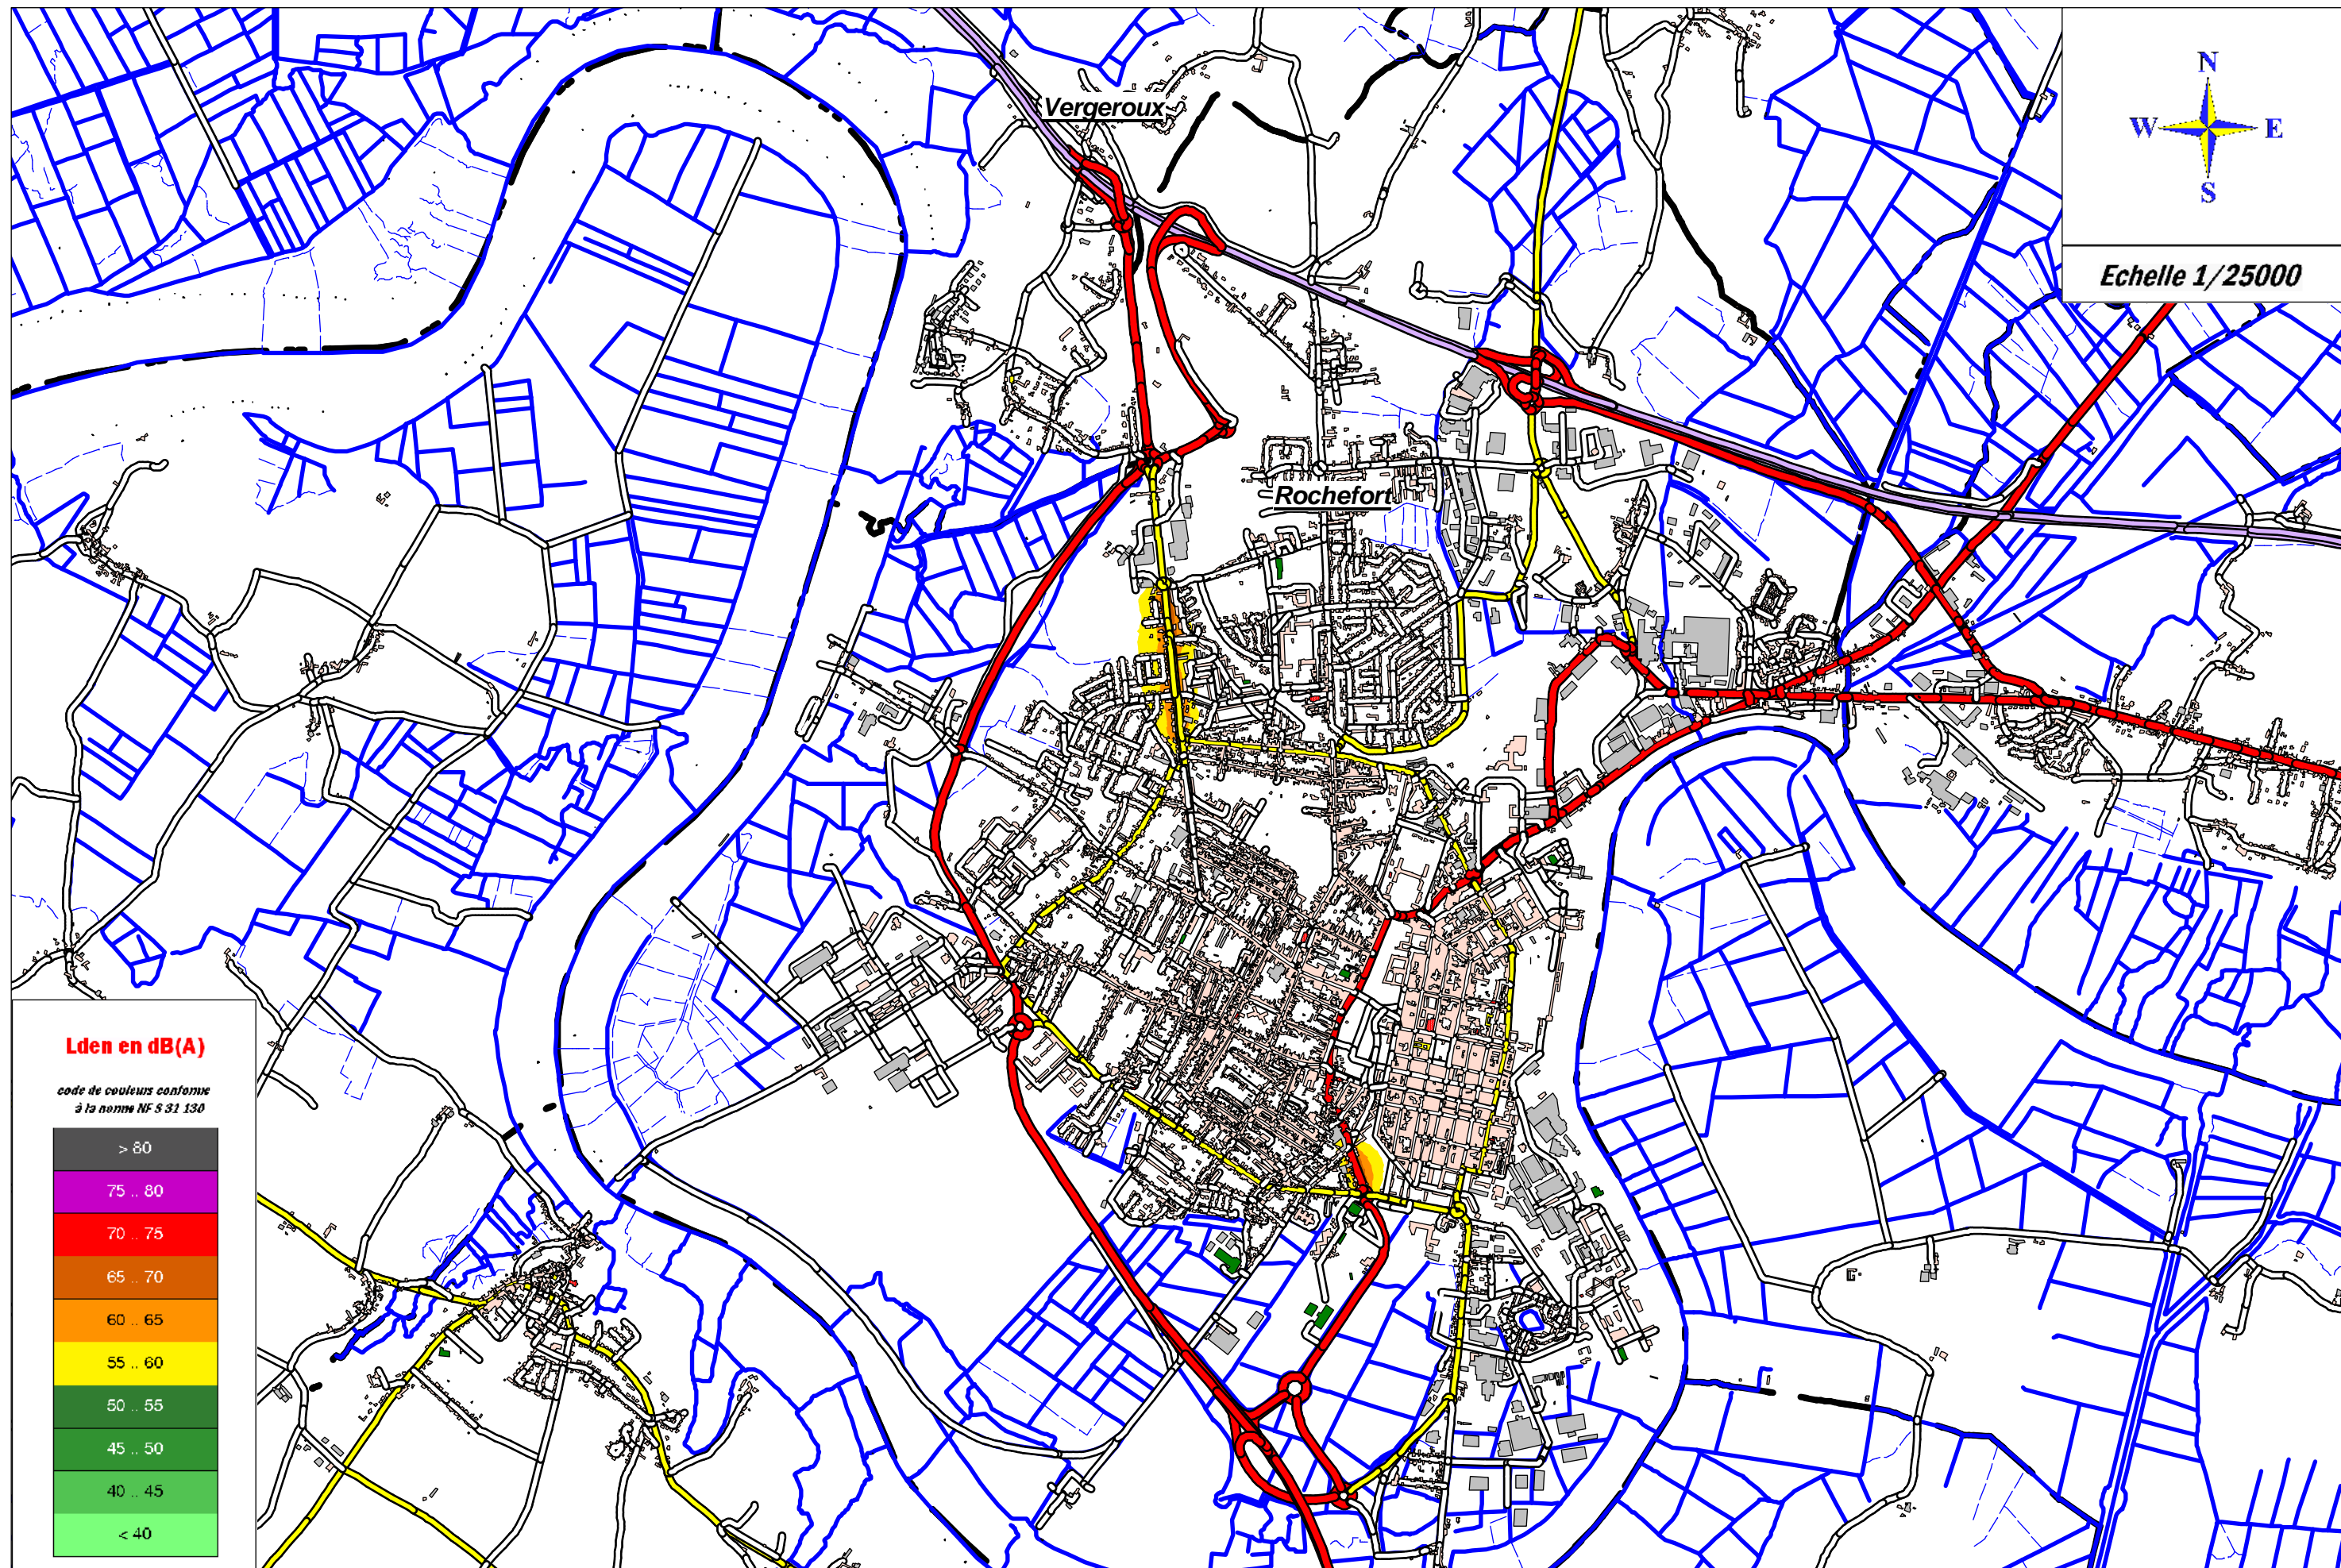 N
W E
S
Echelle 1/25000
Vergeroux
Rochefort
Lden en dB(A)
code de couleurs conforme
à la norme NF S 31 130
> 80
75 .. 80
70 .. 75
65 .. 70
60 .. 65
55 .. 60
50 .. 55
45 .. 50
40 .. 45
< 40